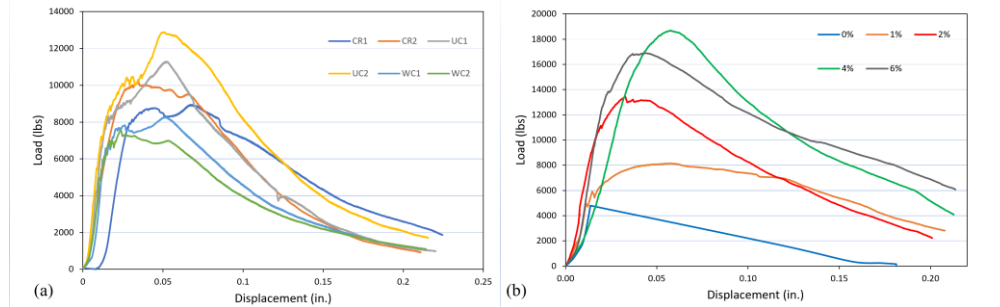 14000
12000
10000
8000
6000
4000
2000
0
Load (lbs)
CR1 CR2 UC1
UC2 WC1 WC2
0 0.05 0.1 0.15 0.2 0.25
Displacement (in.)
(a)
20000
18000
16000
14000
12000
10000
8000
6000
4000
2000
0
Load (lbs)
0% 1% 2%
4% 6%
0.00 0.05 0.10 0.15 0.20
Displacement (in.)
(b)